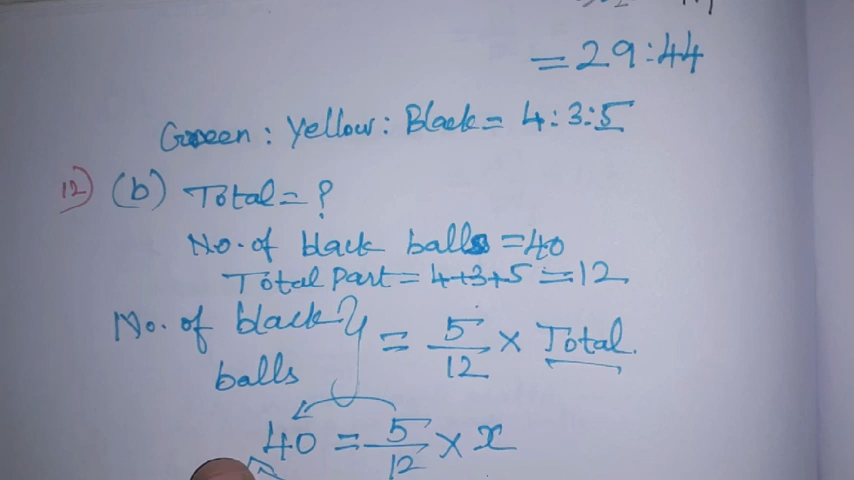 = 29:44
Green : Yellow : Black = 4:3:5
12) (b) Total = ?
No. of black balls = 40
Total Part = 4+3+5 = 12
No. of black balls } = 5/12 × Total.
40 = 5/12 × x